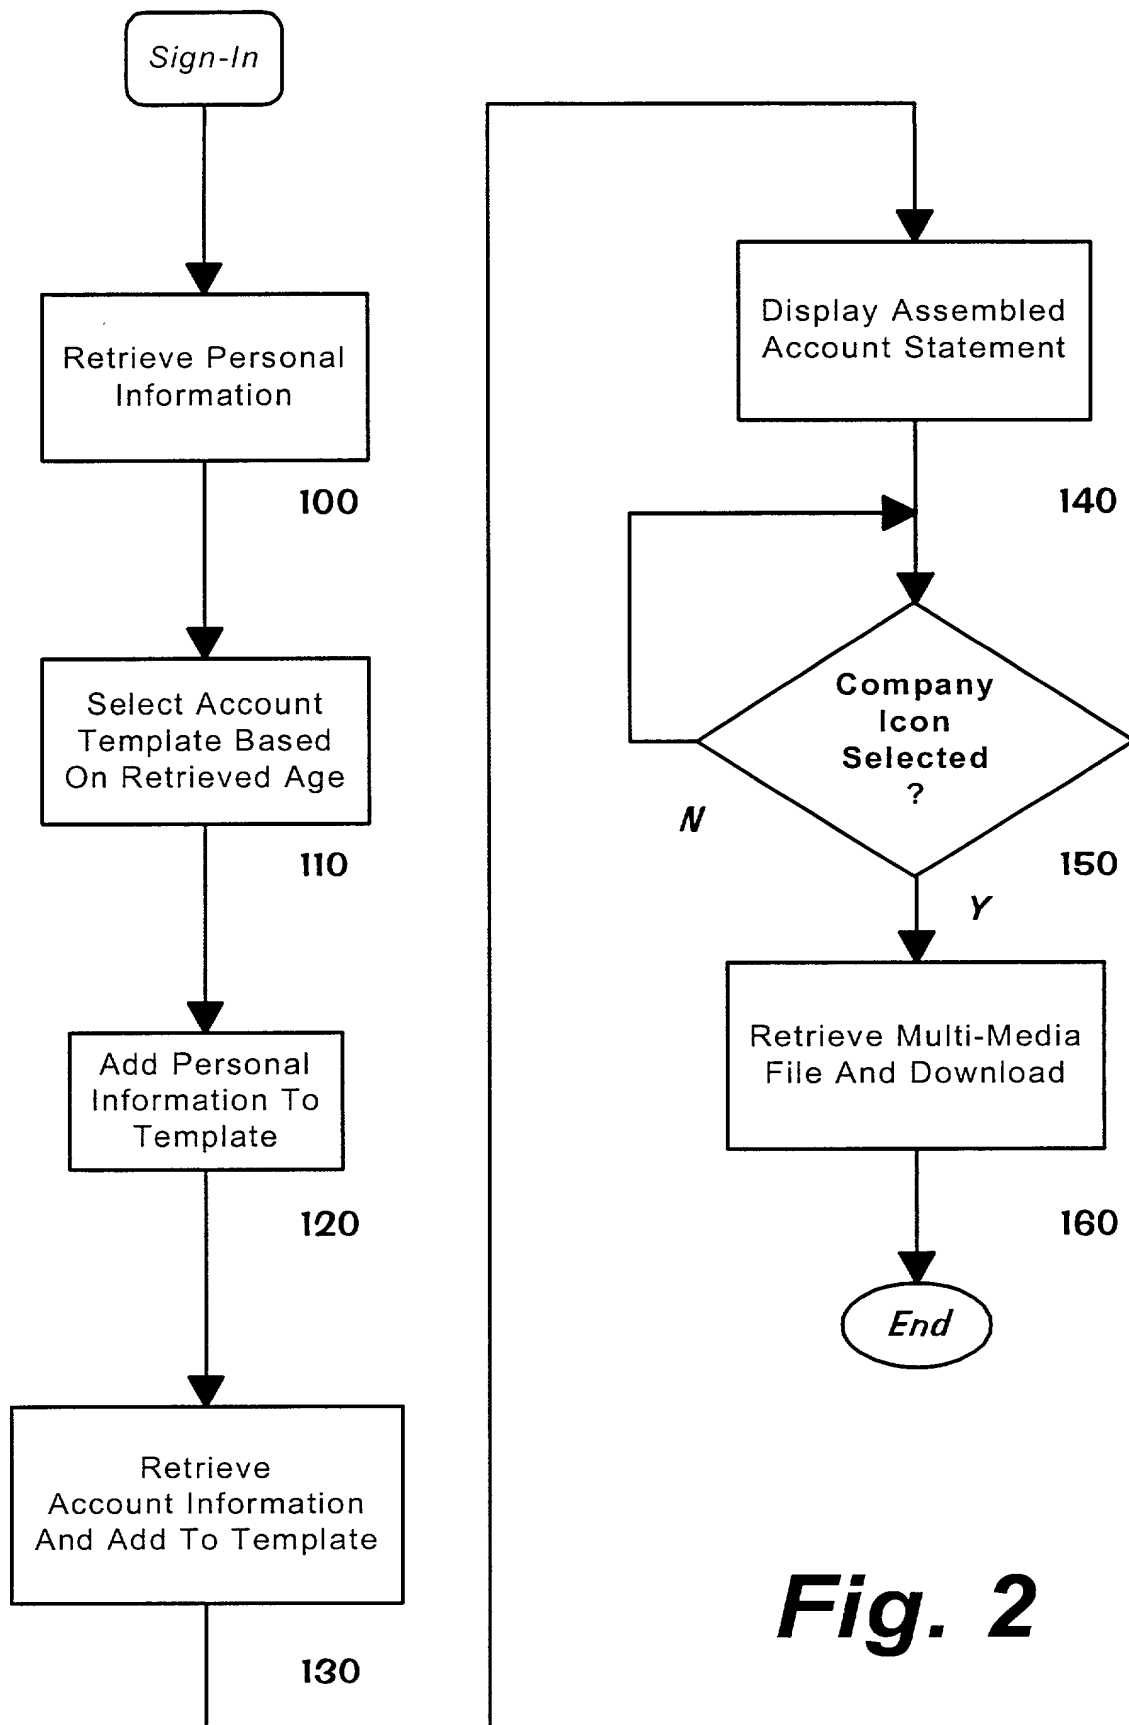 Sign-In
Retrieve Personal
Information
100
Select Account
Template Based
On Retrieved Age
110
Add Personal
Information To
Template
120
Retrieve
Account Information
And Add To Template
130
Display Assembled
Account Statement
140
Company
Icon
Selected
?
N
150
Y
Retrieve Multi-Media
File And Download
160
End
Fig. 2